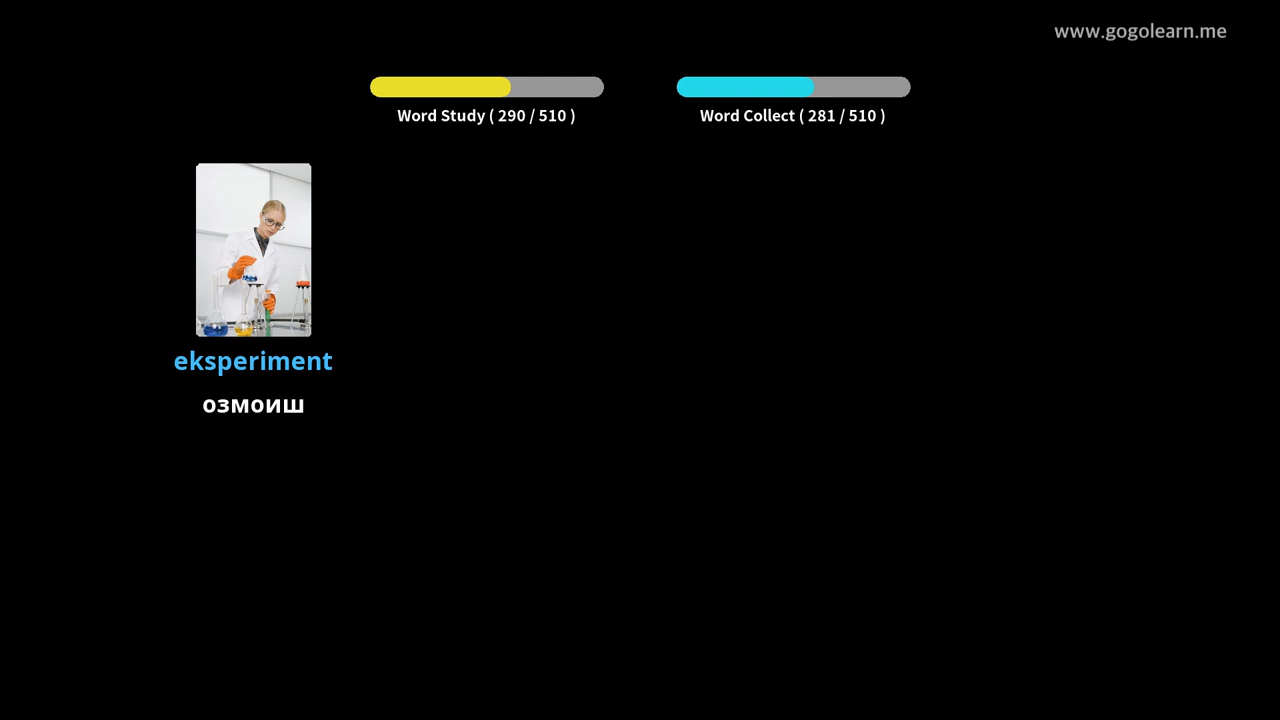 www.gogolearn.me
Word Study ( 290 / 510 )
Word Collect ( 281 / 510 )
eksperiment
озмоиш